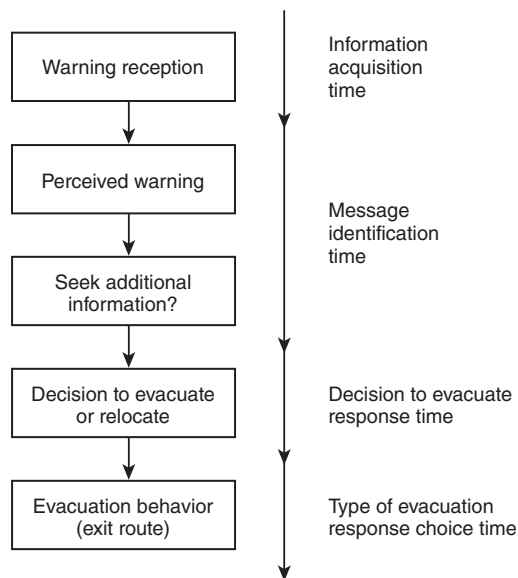 Warning reception
Information
acquisition
time
Perceived warning
Message
identification
time
Seek additional
information?
Decision to evacuate
or relocate
Decision to evacuate
response time
Evacuation behavior
(exit route)
Type of evacuation
response choice time